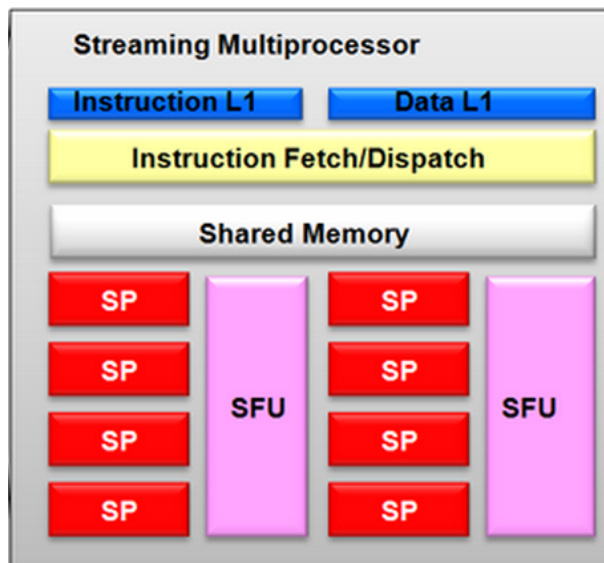 Streaming Multiprocessor
Instruction L1 Data L1
Instruction Fetch/Dispatch
Shared Memory
SP SP
SP SP
SFU SFU
SP SP
SP SP